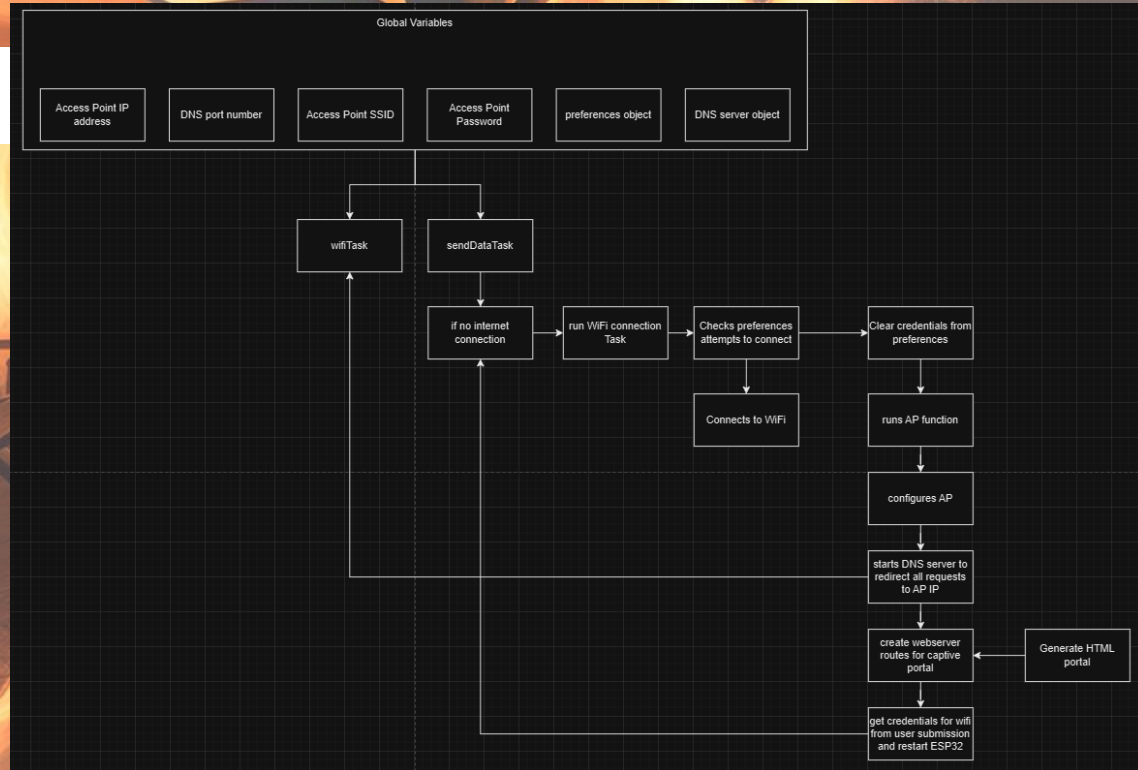 Global Variables
Access Point IP
address
DNS port number
Access Point SSID
Access Point
Password
preferences object
DNS server object
wifiTask
sendDataTask
if no internet
connection
run WiFi connection
Task
Checks preferences
attempts to connect
Clear credentials from
preferences
Connects to WiFi
runs AP function
configures AP
starts DNS server to
redirect all requests
to AP IP
create webserver
routes for captive
portal
Generate HTML
portal
get credentials for wifi
from user submission
and restart ESP32